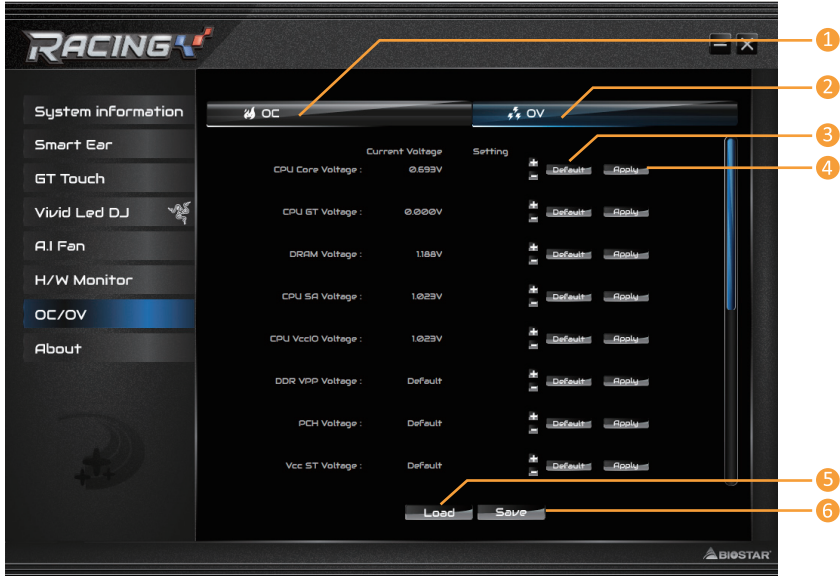 RACING
1
2
System information
OC
OV
Smart Ear
3
Current Voltage Setting
4
CPU Core Voltage : 0.693V Default Apply
GT Touch
CPU GT Voltage : 0.000V Default Apply
Vivid Led DJ
A.I Fan
DRAM Voltage : 1.188V Default Apply
H/W Monitor
CPU SA Voltage : 1.023V Default Apply
OC/OV
CPU VccIO Voltage : 1.023V Default Apply
About
DDR VPP Voltage : Default Default Apply
PCH Voltage : Default Default Apply
Vcc ST Voltage : Default Default Apply
5
Load Save
6
BIOSTAR